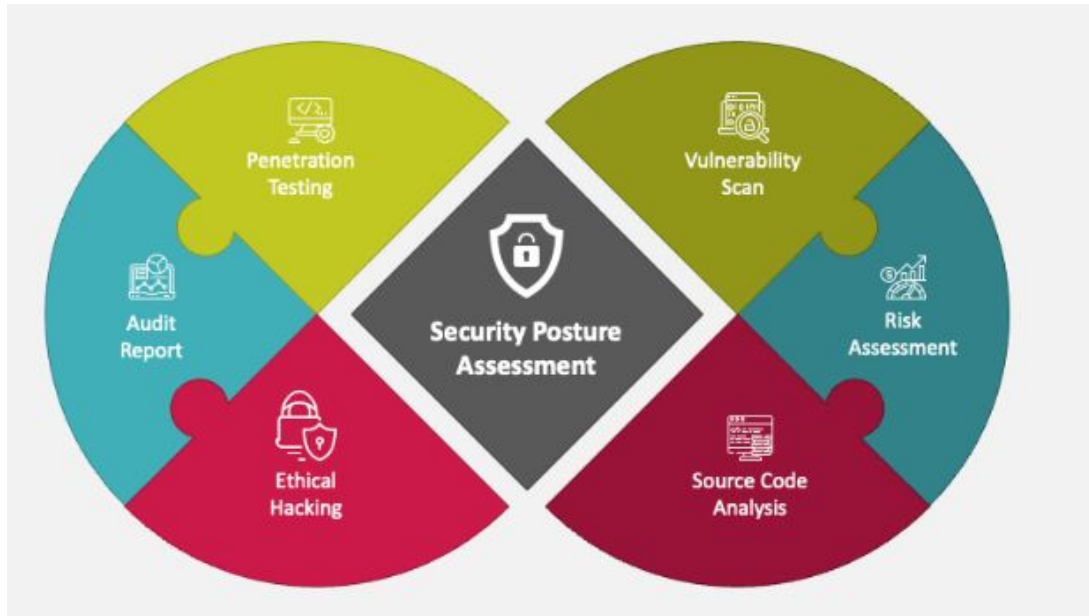 Penetration
Testing
Vulnerability
Scan
Audit
Report
Security Posture
Assessment
Risk
Assessment
Ethical
Hacking
Source Code
Analysis